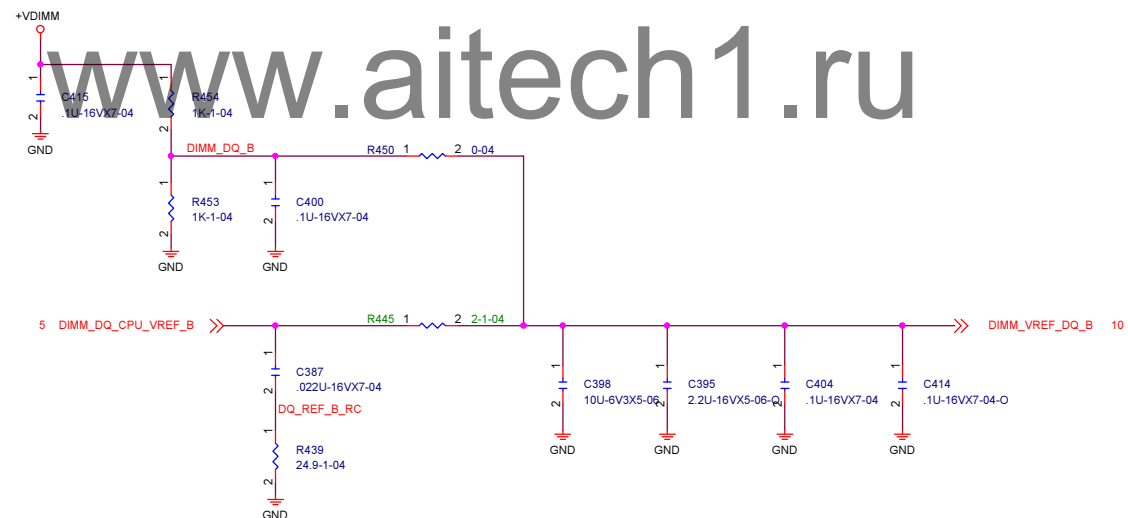 +VDIMM
www.aitech1.ru
1
C415
.1U-16VX7-04
2
GND
1
R454
1K-1-04
2
DIMM_DQ_B
R450 1 2 0-04
1
R453
1K-1-04
2
GND
1
C400
.1U-16VX7-04
2
GND
5 DIMM_DQ_CPU_VREF_B
R445 1 2 2-1-04
DIMM_VREF_DQ_B 10
1
C387
.022U-16VX7-04
2
DQ_REF_B_RC
1
R439
24.9-1-04
2
GND
1
C398
10U-6V3X5-06
2
GND
1
C395
2.2U-16VX5-06-O
2
GND
1
C404
.1U-16VX7-04
2
GND
1
C414
.1U-16VX7-04-O
2
GND